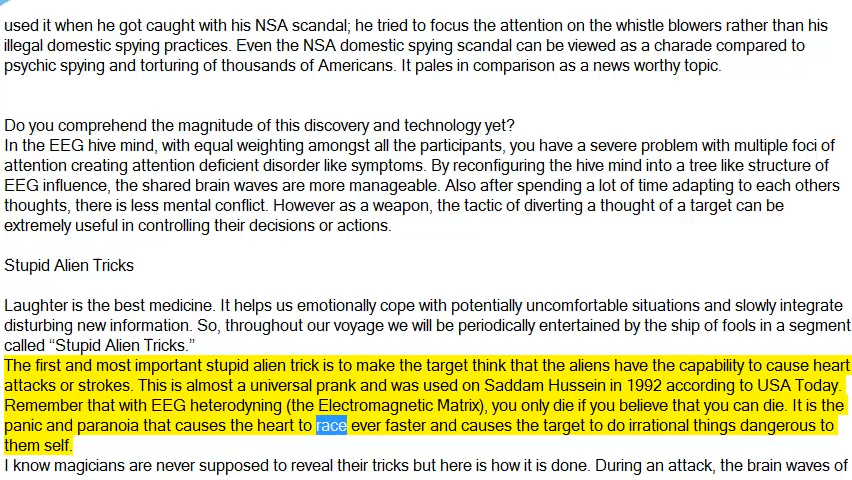 used it when he got caught with his NSA scandal; he tried to focus the attention on the whistle blowers rather than his
illegal domestic spying practices. Even the NSA domestic spying scandal can be viewed as a charade compared to
psychic spying and torturing of thousands of Americans. It pales in comparison as a news worthy topic.
Do you comprehend the magnitude of this discovery and technology yet?
In the EEG hive mind, with equal weighting amongst all the participants, you have a severe problem with multiple foci of
attention creating attention deficient disorder like symptoms. By reconfiguring the hive mind into a tree like structure of
EEG influence, the shared brain waves are more manageable. Also after spending a lot of time adapting to each others
thoughts, there is less mental conflict. However as a weapon, the tactic of diverting a thought of a target can be
extremely useful in controlling their decisions or actions.
Stupid Alien Tricks
Laughter is the best medicine. It helps us emotionally cope with potentially uncomfortable situations and slowly integrate
disturbing new information. So, throughout our voyage we will be periodically entertained by the ship of fools in a segment
called “Stupid Alien Tricks.”
The first and most important stupid alien trick is to make the target think that the aliens have the capability to cause heart
attacks or strokes. This is almost a universal prank and was used on Saddam Hussein in 1992 according to USA Today.
Remember that with EEG heterodyning (the Electromagnetic Matrix), you only die if you believe that you can die. It is the
panic and paranoia that causes the heart to race ever faster and causes the target to do irrational things dangerous to
them self.
I know magicians are never supposed to reveal their tricks but here is how it is done. During an attack, the brain waves of